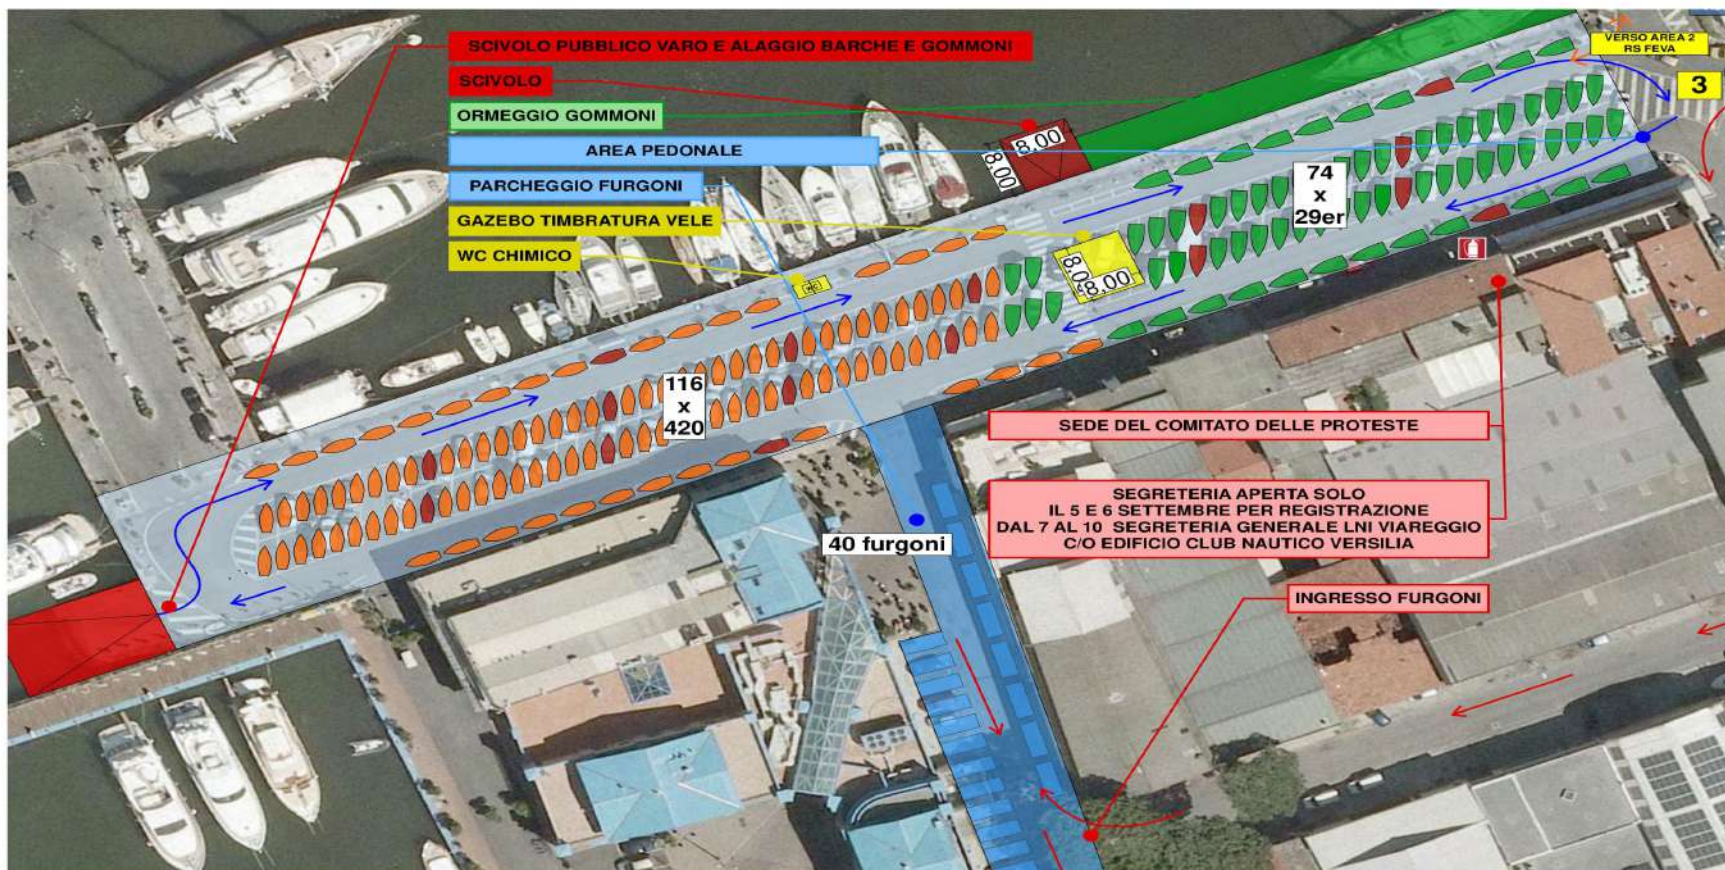 SCIVOLO PUBBLICO VARO E ALAGGIO BARCHE E GOMMONI
SCIVOLO
ORMEGGIO GOMMONI
AREA PEDONALE
PARCHEGGIO FURGONI
GAZEBO TIMBRATURA VELE
WC CHIMICO
VERSO AREA 2
RS FEVA
3
8,00
8,00
74
x
29er
8,00
8,00
WC
116
x
420
40 furgoni
SEDE DEL COMITATO DELLE PROTESTE
SEGRETERIA APERTA SOLO
IL 5 E 6 SETTEMBRE PER REGISTRAZIONE
DAL 7 AL 10 SEGRETERIA GENERALE LNI VIAREGGIO
C/O EDIFICIO CLUB NAUTICO VERSILIA
INGRESSO FURGONI